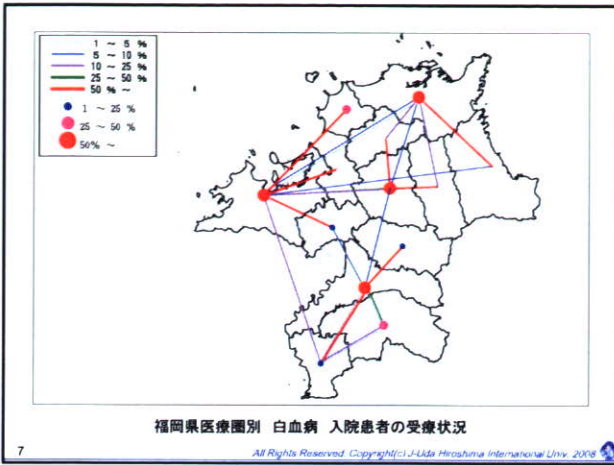 1 ～ 5 %
5 ～ 10 %
10 ～ 25 %
25 ～ 50 %
50 % ～
1 ～ 25 %
25 ～ 50 %
50% ～
福岡県医療圏別 白血病 入院患者の受療状況
7
All Rights Reserved. Copyright(c) J-Uda Hiroshima International Univ. 2008